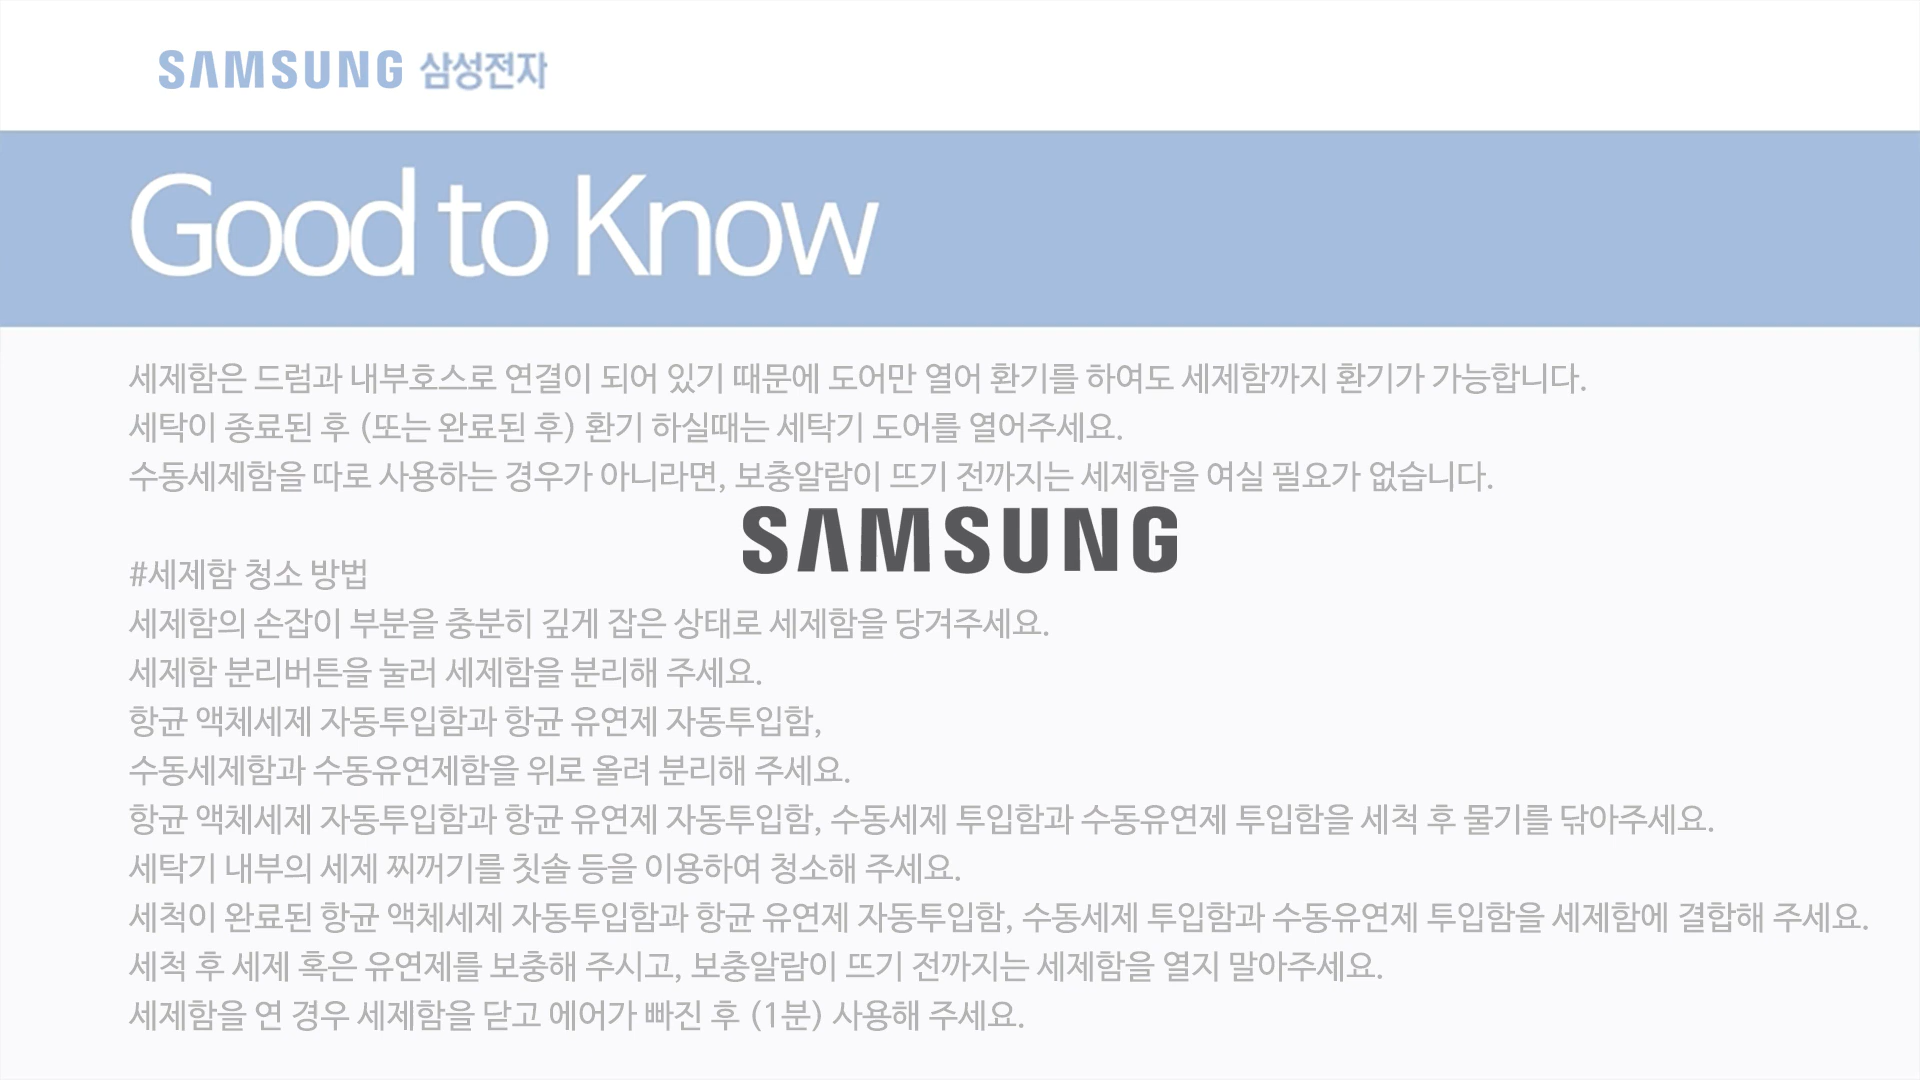 SAMSUNG 삼성전자
Good to Know
세제함은 드럼과 내부호스로 연결이 되어 있기 때문에 도어만 열어 환기를 하여도 세제함까지 환기가 가능합니다.
세탁이 종료된 후 (또는 완료된 후) 환기 하실때는 세탁기 도어를 열어주세요.
수동세제함을 따로 사용하는 경우가 아니라면, 보충알람이 뜨기 전까지는 세제함을 여실 필요가 없습니다.
SAMSUNG
#세제함 청소 방법
세제함의 손잡이 부분을 충분히 깊게 잡은 상태로 세제함을 당겨주세요.
세제함 분리버튼을 눌러 세제함을 분리해 주세요.
항균 액체세제 자동투입함과 항균 유연제 자동투입함,
수동세제함과 수동유연제함을 위로 올려 분리해 주세요.
항균 액체세제 자동투입함과 항균 유연제 자동투입함, 수동세제 투입함과 수동유연제 투입함을 세척 후 물기를 닦아주세요.
세탁기 내부의 세제 찌꺼기를 칫솔 등을 이용하여 청소해 주세요.
세척이 완료된 항균 액체세제 자동투입함과 항균 유연제 자동투입함, 수동세제 투입함과 수동유연제 투입함을 세제함에 결합해 주세요.
세척 후 세제 혹은 유연제를 보충해 주시고, 보충알람이 뜨기 전까지는 세제함을 열지 말아주세요.
세제함을 연 경우 세제함을 닫고 에어가 빠진 후 (1분) 사용해 주세요.